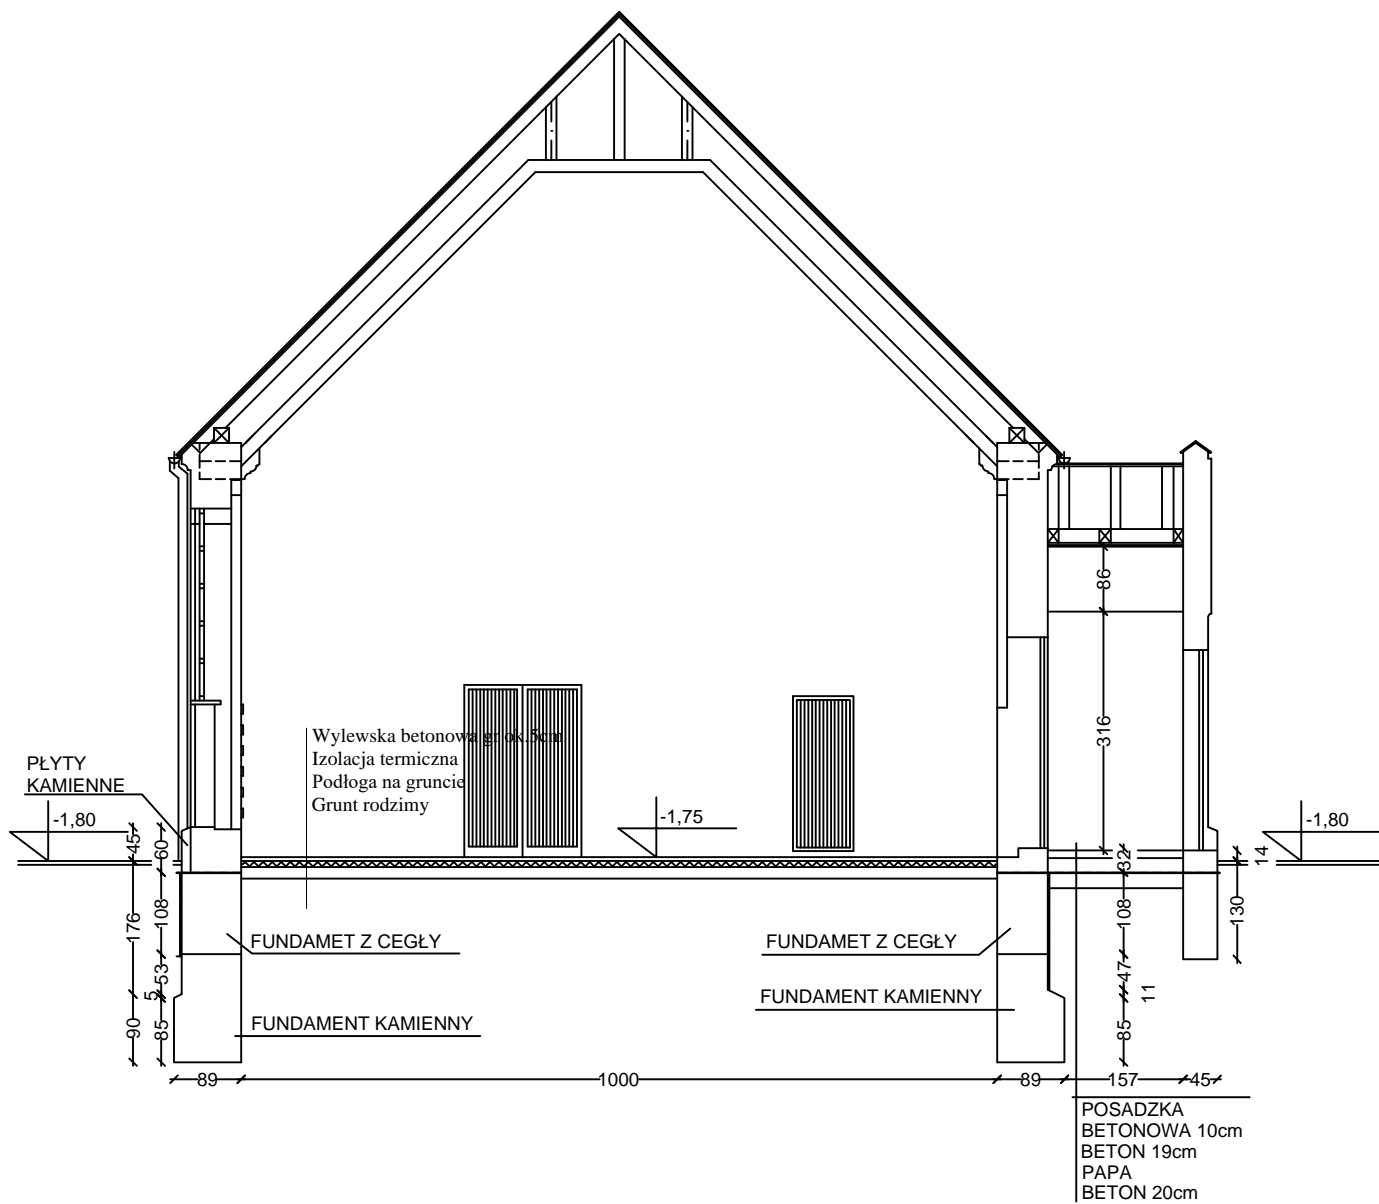 86
Wylewska betonowa gr ok.5cm
Izolacja termiczna
Podłoga na gruncie
Grunt rodzimy
316
PŁYTY
KAMIENNE
-1,80
-1,75
-1,80
45
60
32
14
176
108
108
130
FUNDAMET Z CEGŁY
FUNDAMET Z CEGŁY
53
47
5
11
FUNDAMENT KAMIENNY
FUNDAMENT KAMIENNY
90
85
85
89
1000
89
157
45
POSADZKA
BETONOWA 10cm
BETON 19cm
PAPA
BETON 20cm